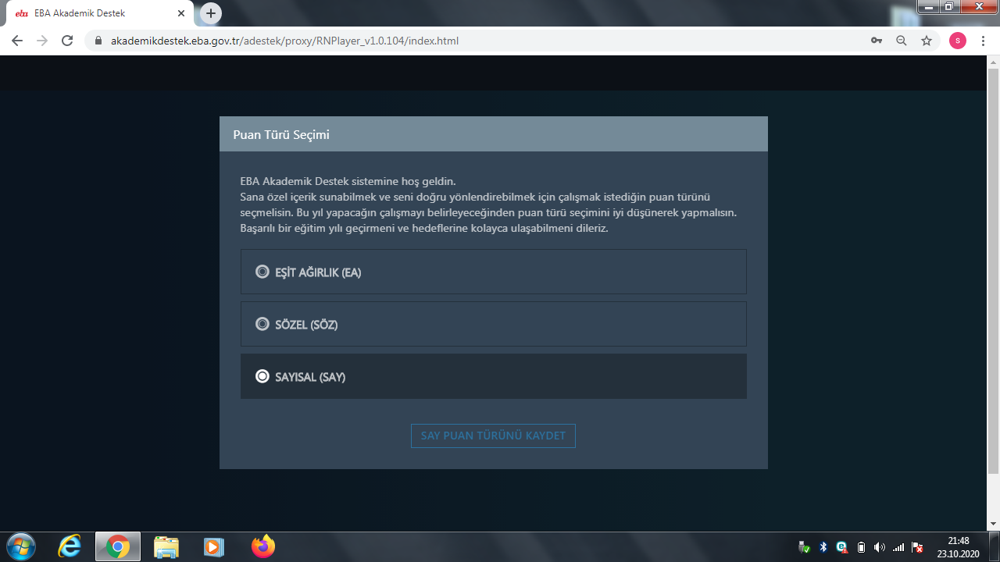 eba EBA Akademik Destek
akademikdestek.eba.gov.tr/adestek/proxy/RNPlayer_v1.0.104/index.html
s
Puan Türü Seçimi
EBA Akademik Destek sistemine hoş geldin.
Sana özel içerik sunabilmek ve seni doğru yönlendirebilmek için çalışmak istediğin puan türünü
seçmelisin. Bu yıl yapacağın çalışmayı belirleyeceğinden puan türü seçimini iyi düşünerek yapmalısın.
Başarılı bir eğitim yılı geçirmeni ve hedeflerine kolayca ulaşabilmeni dileriz.
EŞİT AĞIRLIK (EA)
SÖZEL (SÖZ)
SAYISAL (SAY)
SAY PUAN TÜRÜNÜ KAYDET
21:48
23.10.2020